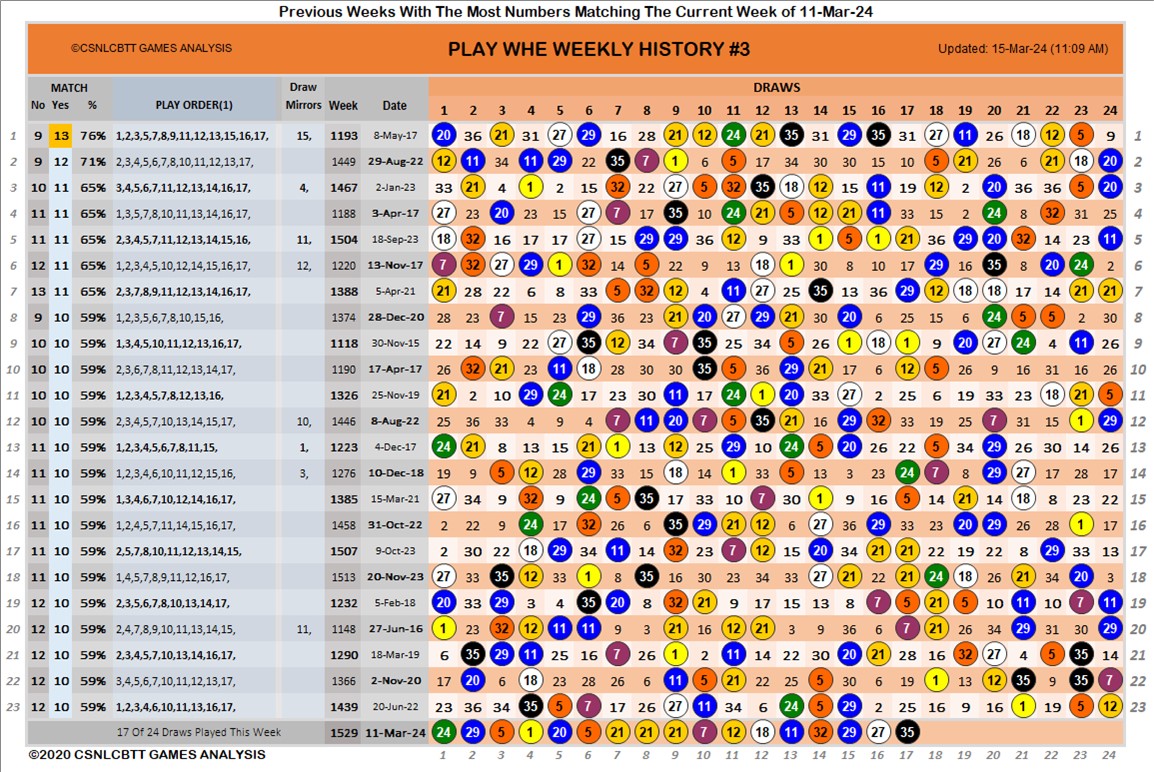 Previous Weeks With The Most Numbers Matching The Current Week of 11-Mar-24
©CSNLCBTT GAMES ANALYSIS PLAY WHE WEEKLY HISTORY #3 Updated: 15-Mar-24 (11:09 AM)
MATCH Draw DRAWS
No Yes % PLAY ORDER(1) Mirrors Week Date 1 2 3 4 5 6 7 8 9 10 11 12 13 14 15 16 17 18 19 20 21 22 23 24
1 9 13 76% 1,2,3,5,7,8,9,11,12,13,15,16,17, 15, 1193 8-May-17 20 36 21 31 27 29 16 28 21 12 24 21 35 31 29 35 31 27 11 26 18 12 5 9 1
2 9 12 71% 2,3,4,5,6,7,8,10,11,12,13,17, 1449 29-Aug-22 12 11 34 11 29 22 35 7 1 6 5 17 34 30 30 15 10 5 21 26 6 21 18 20 2
3 10 11 65% 3,4,5,6,7,11,12,13,14,16,17, 4, 1467 2-Jan-23 33 21 4 1 2 15 32 22 27 5 32 35 18 12 15 11 19 12 2 20 36 36 5 20 3
4 11 11 65% 1,3,5,7,8,10,11,13,14,16,17, 1188 3-Apr-17 27 23 20 23 15 27 7 17 35 10 24 21 5 12 21 11 33 15 2 24 8 32 31 25 4
5 11 11 65% 2,3,4,5,7,11,12,13,14,15,16, 11, 1504 18-Sep-23 18 32 16 17 17 27 15 29 29 36 12 9 33 1 5 1 21 36 29 20 32 14 23 11 5
6 12 11 65% 1,2,3,4,5,10,12,14,15,16,17, 12, 1220 13-Nov-17 7 32 27 29 1 32 14 5 22 9 13 18 1 30 8 10 17 29 16 35 8 20 24 2 6
7 13 11 65% 2,3,7,8,9,11,12,13,14,16,17, 1388 5-Apr-21 21 28 22 6 8 33 5 32 12 4 11 27 25 35 13 36 29 12 18 18 17 14 21 21 7
8 9 10 59% 1,2,3,5,6,7,8,10,15,16, 1374 28-Dec-20 28 23 7 15 23 29 36 23 21 20 27 29 21 30 20 6 25 15 6 24 5 5 2 30 8
9 10 10 59% 1,3,4,5,10,11,12,13,16,17, 1118 30-Nov-15 22 14 9 22 27 35 12 34 7 35 25 34 5 26 1 18 1 9 20 27 24 4 11 26 9
10 10 10 59% 2,3,6,7,8,11,12,13,14,17, 1190 17-Apr-17 26 32 21 23 11 18 28 30 30 35 5 36 29 21 17 6 12 5 26 9 16 31 16 26 10
11 10 10 59% 1,2,3,4,5,7,8,12,13,16, 1326 25-Nov-19 21 2 10 29 24 17 23 30 11 17 24 1 20 33 27 2 25 6 19 33 23 18 21 5 11
12 10 10 59% 2,3,4,5,7,8,10,12,15,17, 10, 1446 8-Aug-22 25 36 33 4 9 4 7 11 20 7 5 35 21 16 29 32 33 19 25 7 31 15 1 29 12
13 11 10 59% 1,2,3,4,5,6,7,8,11,15, 1, 1223 4-Dec-17 24 21 8 13 15 21 1 13 12 25 29 10 24 5 20 26 22 5 34 29 26 23 14 26 13
14 11 10 59% 1,2,3,4,6,10,11,12,15,16, 3, 1276 10-Dec-18 19 9 5 12 28 29 33 15 18 14 1 33 5 13 3 23 24 7 8 29 27 17 28 17 14
15 11 10 59% 1,3,4,6,7,10,12,14,16,17, 1385 15-Mar-21 27 34 9 32 9 24 5 35 17 33 10 7 30 1 9 16 5 14 21 14 18 8 23 22 15
16 11 10 59% 1,2,4,5,7,11,14,15,16,17, 1458 31-Oct-22 2 22 9 24 17 32 26 6 35 29 21 12 6 27 36 29 33 23 20 29 26 28 1 17 16
17 11 10 59% 2,5,7,8,10,11,12,13,14,15, 1507 9-Oct-23 2 30 22 18 29 34 11 14 32 23 7 12 15 20 34 21 21 22 19 22 8 29 33 13 17
18 11 10 59% 1,4,5,7,8,9,11,12,16,17, 1513 20-Nov-23 27 33 35 12 33 1 8 35 16 30 23 34 33 27 21 22 21 24 18 26 21 34 20 3 18
19 12 10 59% 2,3,5,6,7,8,10,13,14,17, 1232 5-Feb-18 20 33 29 3 4 35 20 8 32 21 9 17 15 13 8 7 5 21 5 10 11 10 7 11 19
20 12 10 59% 2,4,7,8,9,10,11,13,14,15, 11, 1148 27-Jun-16 1 23 32 12 11 11 9 3 21 16 12 21 3 9 36 6 7 21 26 34 29 31 30 29 20
21 12 10 59% 2,3,4,7,8,9,11,13,16,17, 1290 18-Mar-19 6 35 29 11 25 16 7 26 1 2 11 14 22 30 20 21 28 16 32 27 4 5 35 14 21
22 12 10 59% 3,4,5,6,7,10,11,12,13,17, 1366 2-Nov-20 17 20 6 18 23 28 26 6 11 5 21 22 25 5 30 6 19 1 13 12 35 9 35 7 22
23 12 10 59% 1,2,3,4,6,10,11,13,16,17, 1439 20-Jun-22 23 36 34 35 5 7 17 26 27 11 34 6 24 5 29 2 25 16 9 16 1 19 5 12 23
17 Of 24 Draws Played This Week 1529 11-Mar-24 24 29 5 1 20 5 21 21 21 7 12 18 11 32 29 27 35
©2020 CSNLCBTT GAMES ANALYSIS 1 2 3 4 5 6 7 8 9 10 11 12 13 14 15 16 17 18 19 20 21 22 23 24